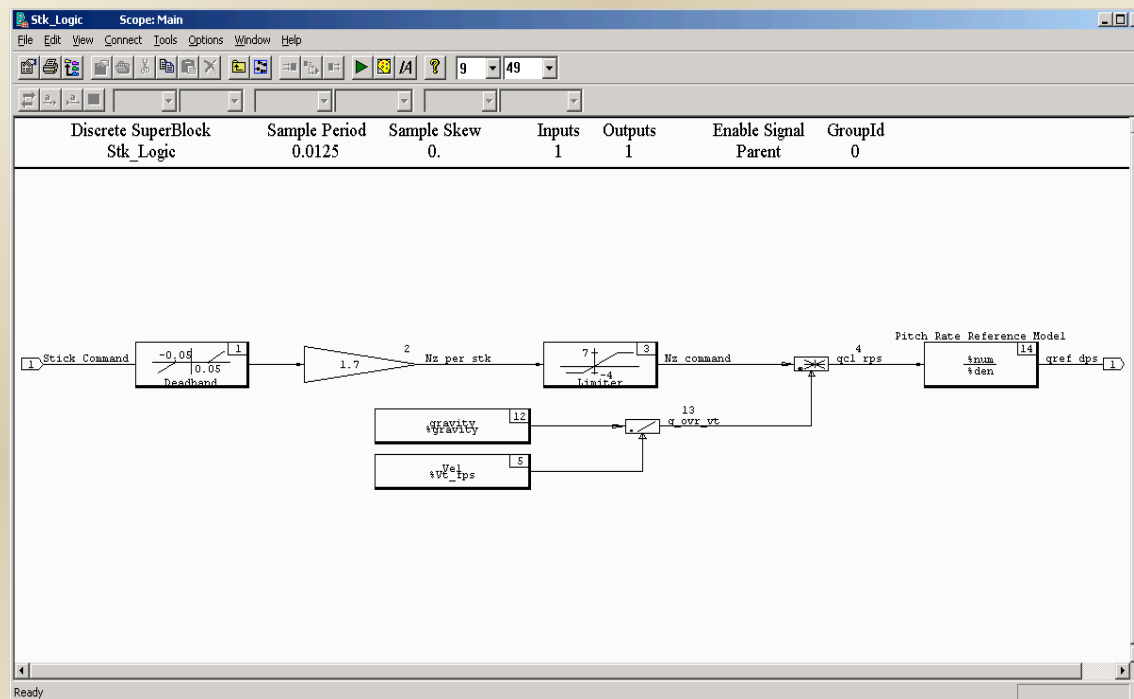 Stk_Logic Scope: Main
File Edit View Connect Tools Options Window Help
9 49
Discrete SuperBlock Sample Period Sample Skew Inputs Outputs Enable Signal GroupId
Stk_Logic 0.0125 0. 1 1 Parent 0
Pitch Rate Reference Model
1 Stick Command
-0.05 1
0.05
Deadband
2
1.7
Nz per stk
7 3
-4
Limiter
Nz command
4
qcl rps
14
%num
%den
qref dps 1
gravity 12
%gravity
13
g_ovr_vt
Vel 5
%Vt_fps
Ready